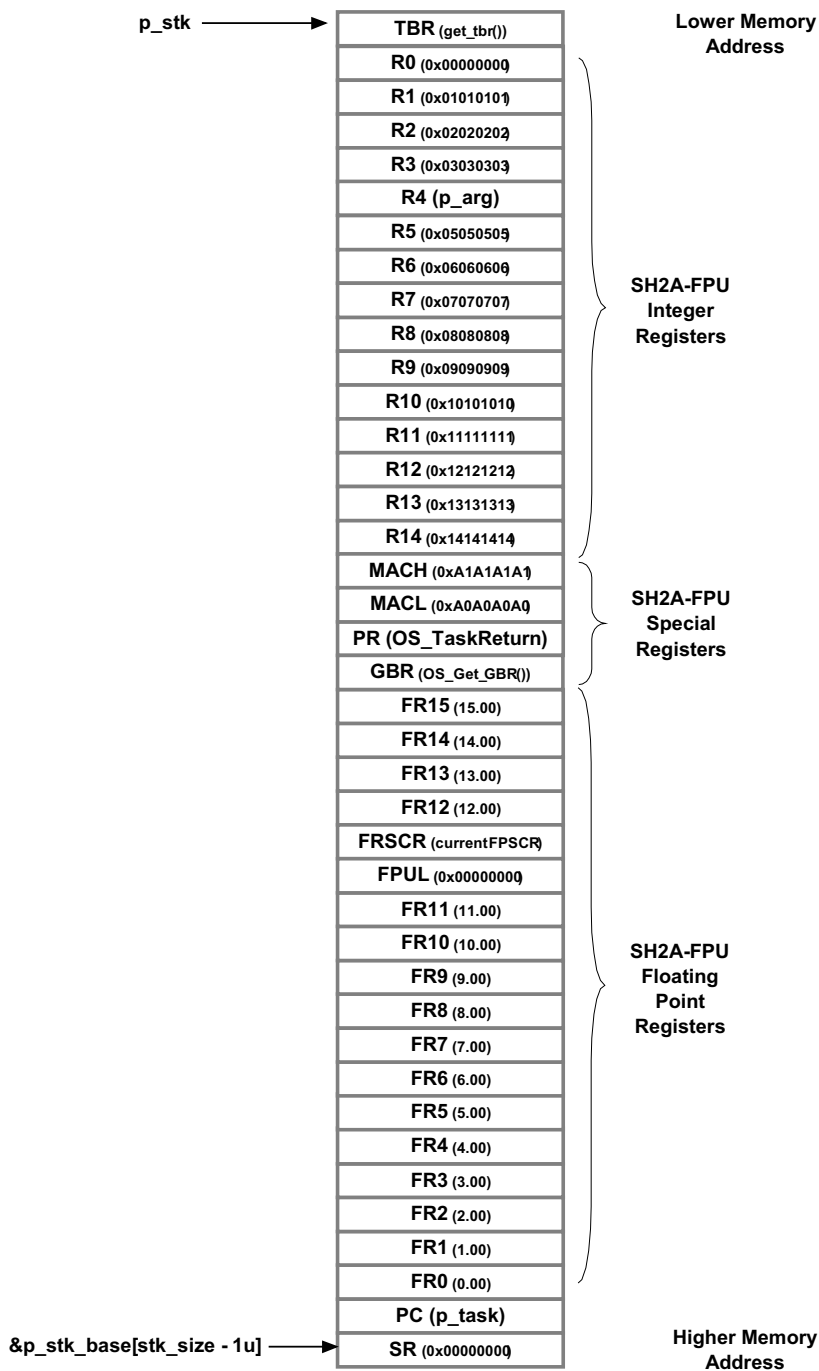 p_stk
TBR (get_tbr())
Lower Memory
Address
R0 (0x00000000)
R1 (0x01010101)
R2 (0x02020202)
R3 (0x03030303)
R4 (p_arg)
R5 (0x05050505)
R6 (0x06060606)
R7 (0x07070707)
R8 (0x08080808)
R9 (0x09090909)
R10 (0x10101010)
R11 (0x11111111)
R12 (0x12121212)
R13 (0x13131313)
R14 (0x14141414)
SH2A-FPU
Integer
Registers
MACH (0xA1A1A1A1)
MACL (0xA0A0A0A0)
PR (OS_TaskReturn)
GBR (OS_Get_GBR())
SH2A-FPU
Special
Registers
FR15 (15.00)
FR14 (14.00)
FR13 (13.00)
FR12 (12.00)
FRSCR (currentFPSCR)
FPUL (0x00000000)
FR11 (11.00)
FR10 (10.00)
FR9 (9.00)
FR8 (8.00)
FR7 (7.00)
FR6 (6.00)
FR5 (5.00)
FR4 (4.00)
FR3 (3.00)
FR2 (2.00)
FR1 (1.00)
FR0 (0.00)
SH2A-FPU
Floating
Point
Registers
PC (p_task)
&p_stk_base[stk_size - 1u]
SR (0x00000000)
Higher Memory
Address